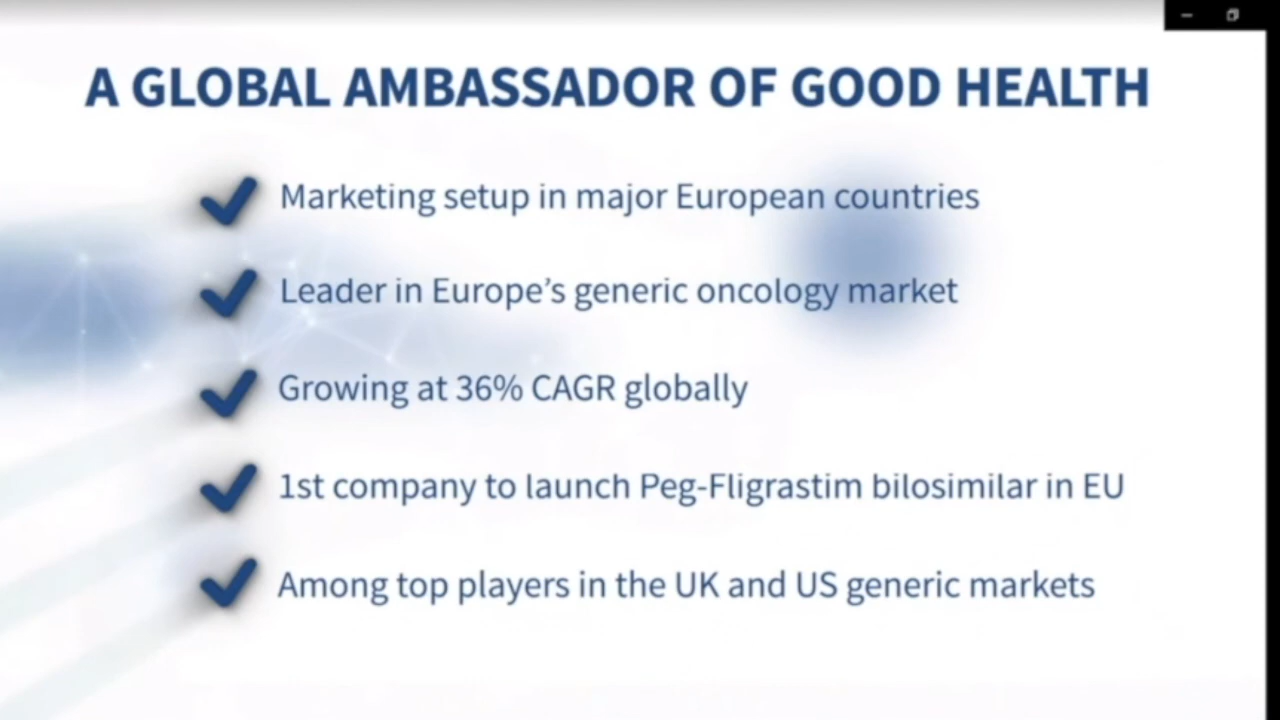 A GLOBAL AMBASSADOR OF GOOD HEALTH
Marketing setup in major European countries
Leader in Europe’s generic oncology market
Growing at 36% CAGR globally
1st company to launch Peg-Fligrastim bilosimilar in EU
Among top players in the UK and US generic markets